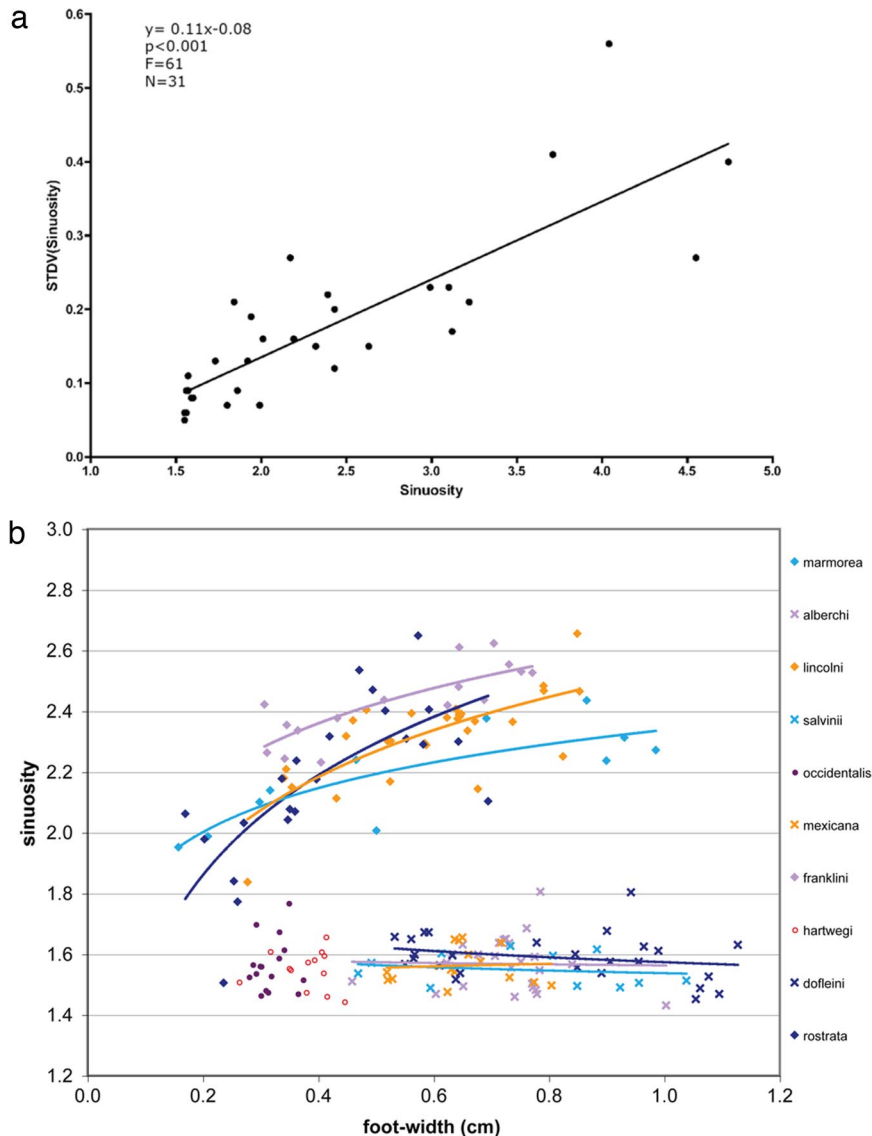 a
y= 0.11x-0.08
p<0.001
F=61
N=31
STDV(Sinuosity)
0.6
0.5
0.4
0.3
0.2
0.1
0.0
1.0 1.5 2.0 2.5 3.0 3.5 4.0 4.5 5.0
Sinuosity
b
sinuosity
3.0
2.8
2.6
2.4
2.2
2.0
1.8
1.6
1.4
1.2
0.0 0.2 0.4 0.6 0.8 1.0 1.2
foot-width (cm)
marmorea
alberchi
lincolni
salvinii
occidentalis
mexicana
franklini
hartwegi
dofleini
rostrata